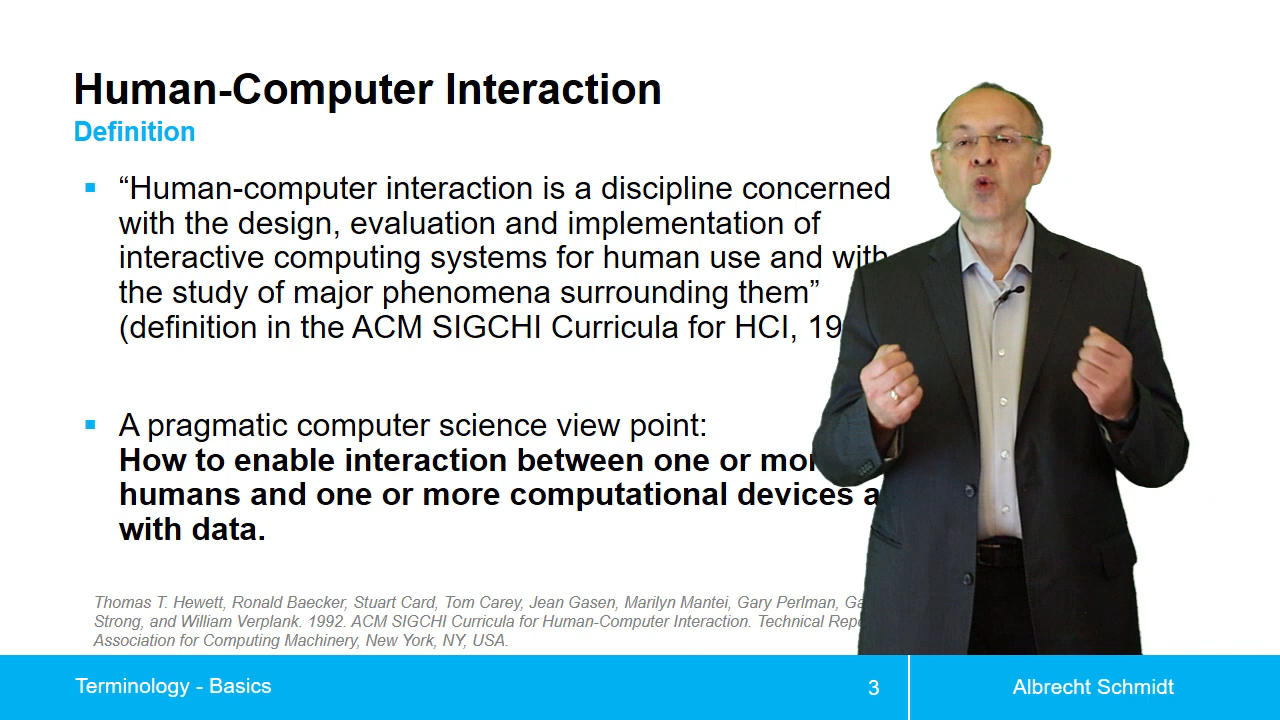 Human-Computer Interaction
Definition
▪ “Human-computer interaction is a discipline concerned
with the design, evaluation and implementation of
interactive computing systems for human use and with
the study of major phenomena surrounding them”
(definition in the ACM SIGCHI Curricula for HCI,
▪ A pragmatic computer science view point:
How to enable interaction between one or
humans and one or more computational devices
with data.
Thomas T. Hewett, Ronald Baecker, Stuart Card, Tom Carey, Jean Gasen, Marilyn Mantei, Gary Perlman,
Strong, and William Verplank. 1992. ACM SIGCHI Curricula for Human-Computer Interaction. Technical
Association for Computing Machinery, New York, NY, USA.
Terminology - Basics
3
Albrecht Schmidt